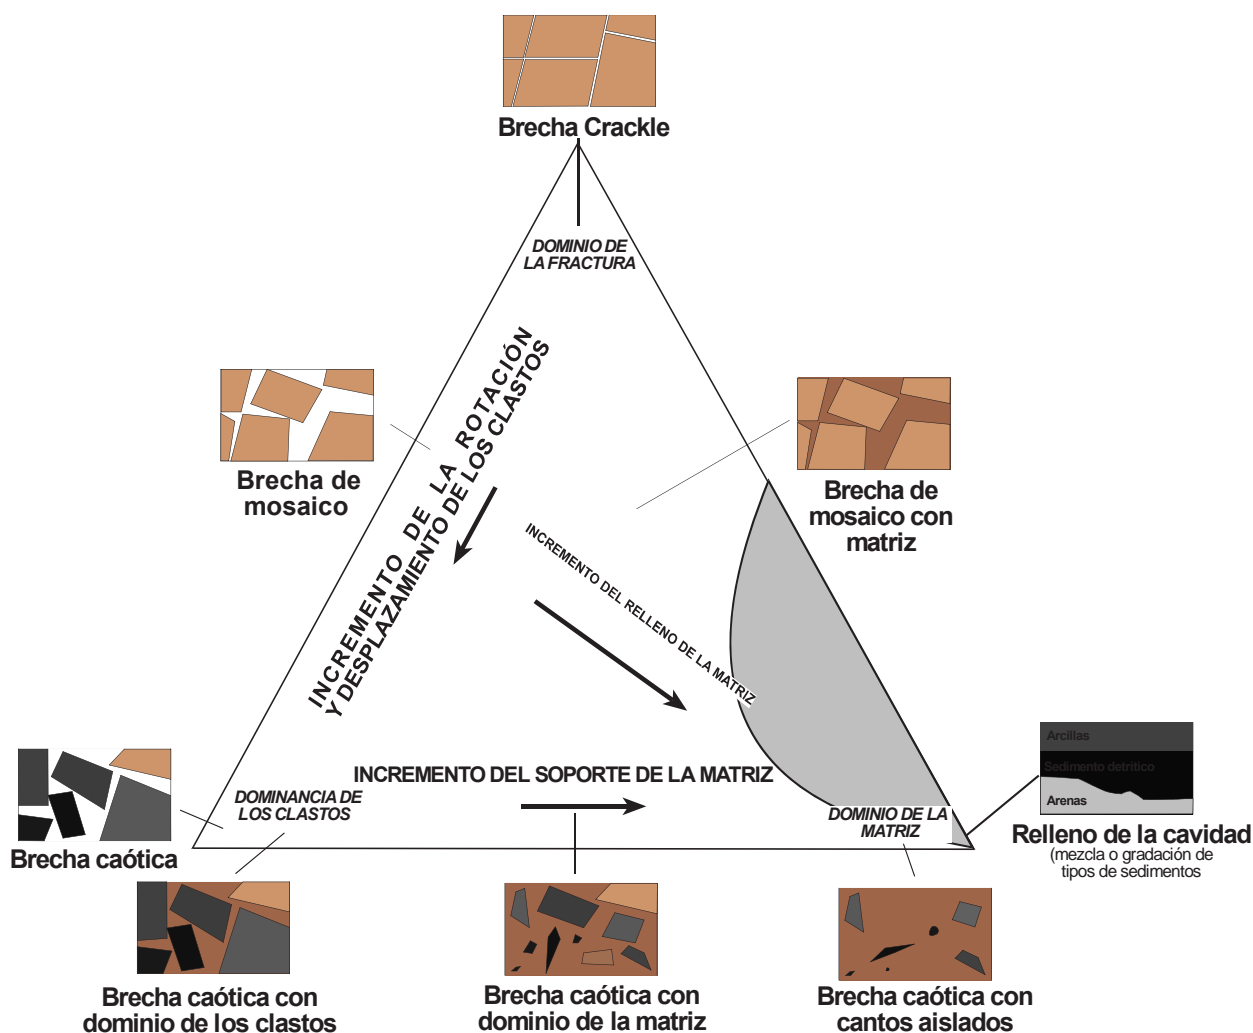 Brecha Crackle
DOMINIO DE
LA FRACTURA
INCREMENTO DE LA ROTACIÓN
Y DESPLAZAMIENTO DE LOS CLASTOS
Brecha de
mosaico
Brecha de
mosaico con
matriz
INCREMENTO DEL RELLENO DE LA MATRIZ
INCREMENTO DEL SOPORTE DE LA MATRIZ
DOMINANCIA DE
LOS CLASTOS
Brecha caótica
DOMINIO DE LA
MATRIZ
Arcillas
Sedimento detrítico
Arenas
Relleno de la cavidad
(mezcla o gradación de
tipos de sedimentos
Brecha caótica con
dominio de los clastos
Brecha caótica con
dominio de la matriz
Brecha caótica con
cantos aislados